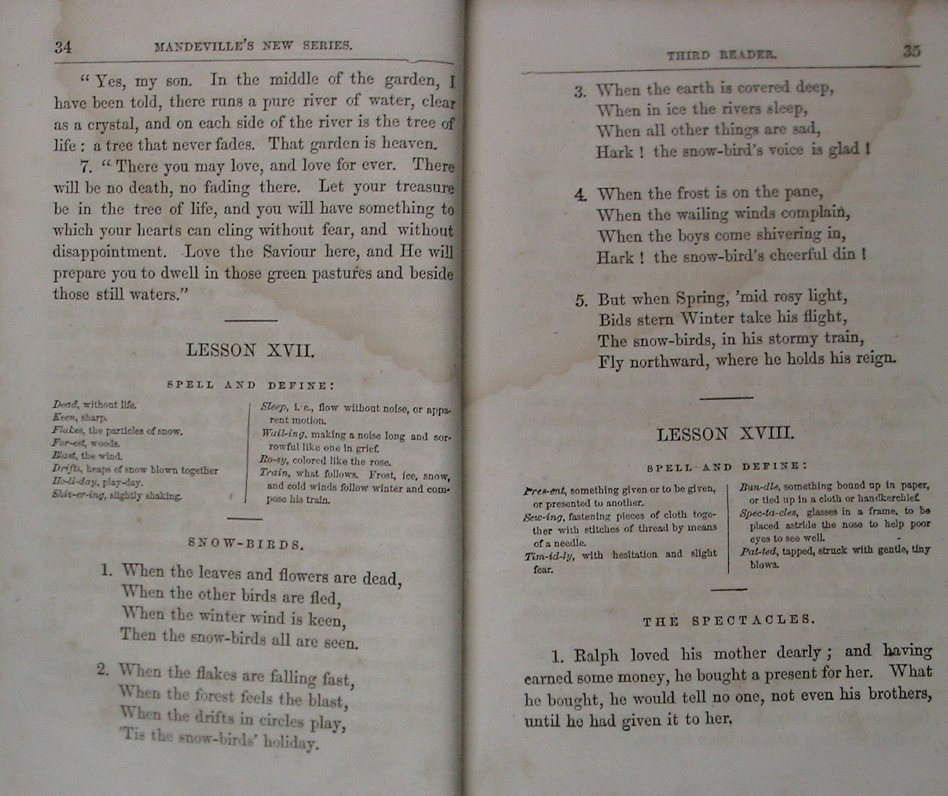 34 MANDEVILLE'S NEW SERIES.
“ Yes, my son. In the middle of the garden, I
have been told, there runs a pure river of water, clear
as a crystal, and on each side of the river is the tree of
life : a tree that never fades. That garden is heaven.
7. “ There you may love, and love for ever. There
will be no death, no fading there. Let your treasure
be in the tree of life, and you will have something to
which your hearts can cling without fear, and without
disappointment. Love the Saviour here, and He will
prepare you to dwell in those green pastures and beside
those still waters.”
LESSON XVII.
SPELL AND DEFINE:
Dead, without life.
Keen, sharp.
Flakes, the particles of snow.
For-est, woods.
Blast, the wind.
Drifts, heaps of snow blown together
Ho-li-day, play-day.
Shiv-er-ing, slightly shaking.
Sleep, i. e., flow without noise, or appa-
rent motion.
Wail-ing, making a noise long and sor-
rowful like one in grief.
Ro-sy, colored like the rose.
Train, what follows. Frost, ice, snow,
and cold winds follow winter and com-
pose his train.
SNOW-BIRDS.
1. When the leaves and flowers are dead,
When the other birds are fled,
When the winter wind is keen,
Then the snow-birds all are seen.
2. When the flakes are falling fast,
When the forest feels the blast,
When the drifts in circles play,
'Tis the snow-birds' holiday.
THIRD READER. 35
3. When the earth is covered deep,
When in ice the rivers sleep,
When all other things are sad,
Hark ! the snow-bird's voice is glad !
4. When the frost is on the pane,
When the wailing winds complain,
When the boys come shivering in,
Hark ! the snow-bird's cheerful din !
5. But when Spring, 'mid rosy light,
Bids stern Winter take his flight,
The snow-birds, in his stormy train,
Fly northward, where he holds his reign.
LESSON XVIII.
SPELL AND DEFINE:
Pres-ent, something given or to be given,
or presented to another.
Sew-ing, fastening pieces of cloth toge-
ther with stitches of thread by means
of a needle.
Tim-id-ly, with hesitation and slight
fear.
Bun-dle, something bound up in paper,
or tied up in a cloth or handkerchief.
Spec-ta-cles, glasses in a frame, to be
placed astride the nose to help poor
eyes to see well.
Pat-ted, tapped, struck with gentle, tiny
blows.
THE SPECTACLES.
1. Ralph loved his mother dearly ; and having
earned some money, he bought a present for her. What
he bought, he would tell no one, not even his brothers,
until he had given it to her.